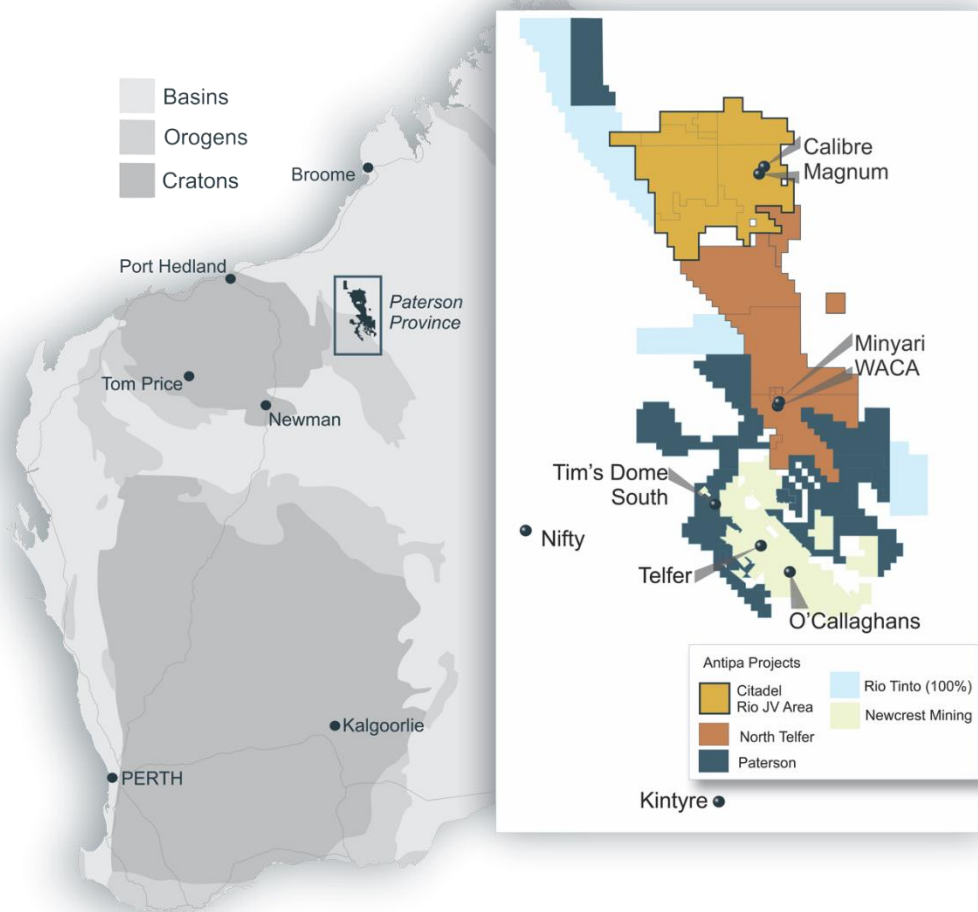 Basins
Orogens
Cratons
Broome
Port Hedland
Paterson
Province
Tom Price
Newman
Kalgoorlie
PERTH
Calibre
Magnum
Minyari
WACA
Tim's Dome
South
Nifty
Telfer
O'Callaghans
Antipa Projects
Citadel
Rio JV Area
North Telfer
Paterson
Rio Tinto (100%)
Newcrest Mining
Kintyre